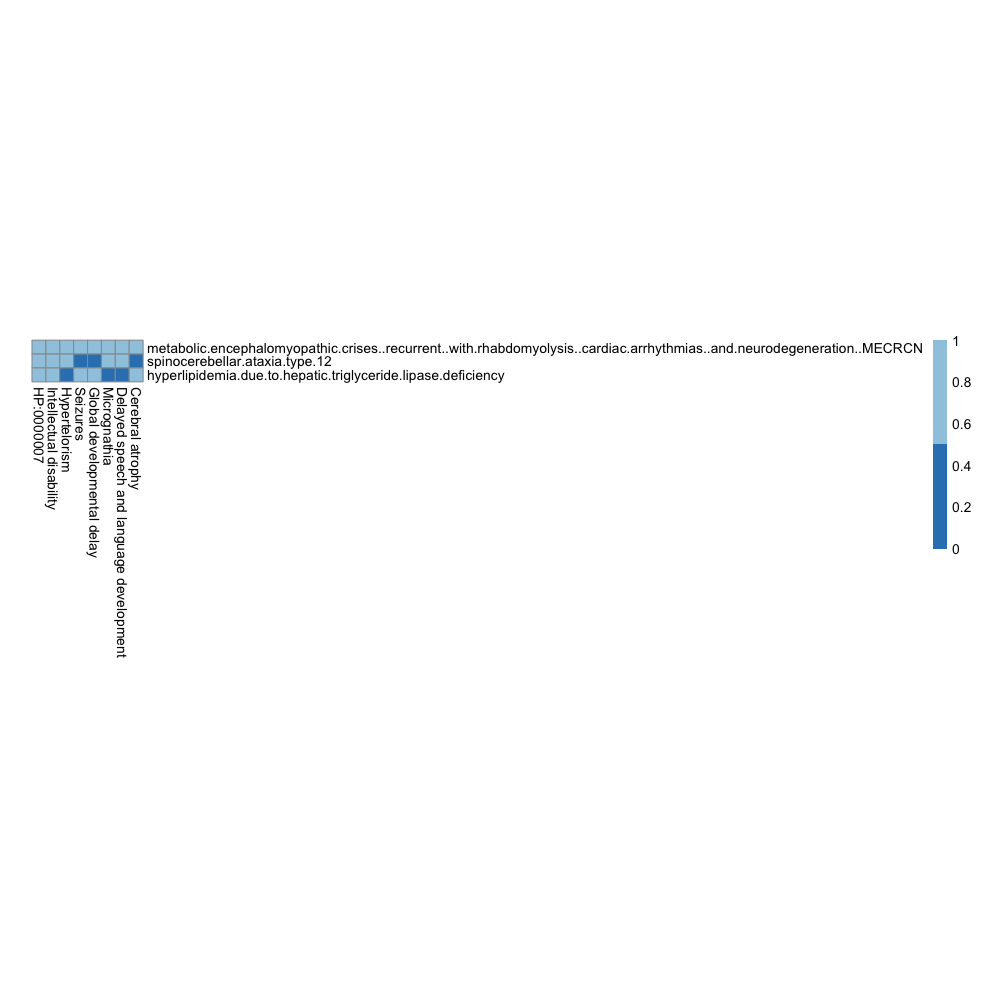 metabolic.encephalomyopathic.crises..recurrent..with.rhabdomyolysis..cardiac.arrhythmias..and.neurodegeneration..MECRCN
spinocerebellar.ataxia.type.12
hyperlipidemia.due.to.hepatic.triglyceride.lipase.deficiency
HP:0000007
Intellectual disability
Hypertelorism
Seizures
Global developmental delay
Micrognathia
Delayed speech and language development
Cerebral atrophy
1
0.8
0.6
0.4
0.2
0